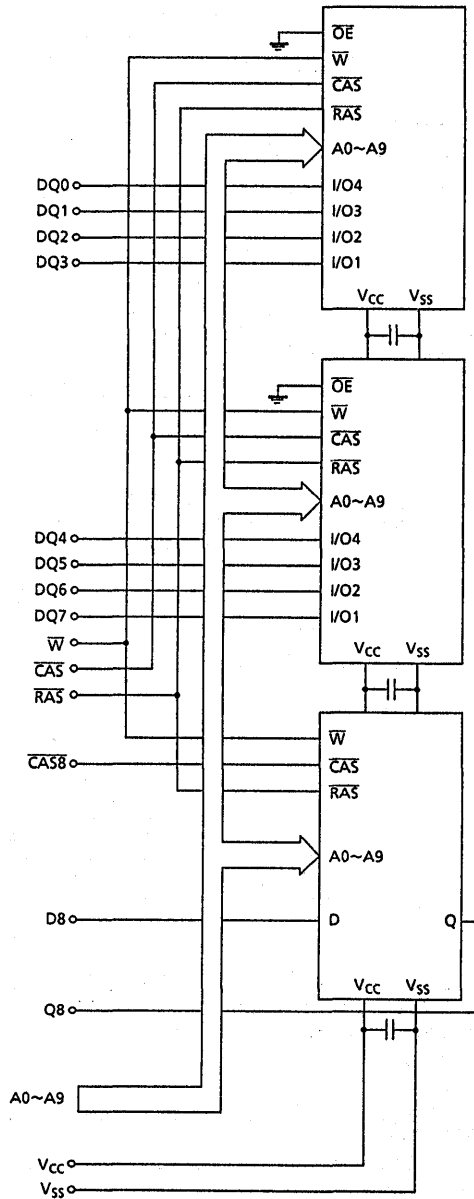 OE
W
CAS
RAS
A0~A9
DQ0 I/O4
DQ1 I/O3
DQ2 I/O2
DQ3 I/O1
VCC VSS
OE
W
CAS
RAS
A0~A9
DQ4 I/O4
DQ5 I/O3
DQ6 I/O2
DQ7 I/O1
W
VCC VSS
CAS
RAS
W
CAS8 CAS
RAS
A0~A9
D8 D Q
VCC VSS
Q8
A0~A9
VCC
VSS